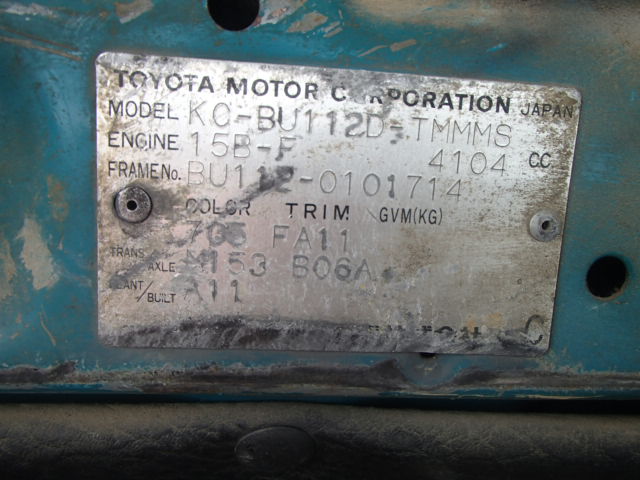 TOYOTA MOTOR CORPORATION JAPAN
MODEL KC-BU112D-TMMMS
ENGINE 15B-F 4104 CC
FRAME No. BU112-0101714
COLOR TRIM GVM(KG)
705 FA11
TRANS/AXLE M153 B06A
PLANT/BUILT A11